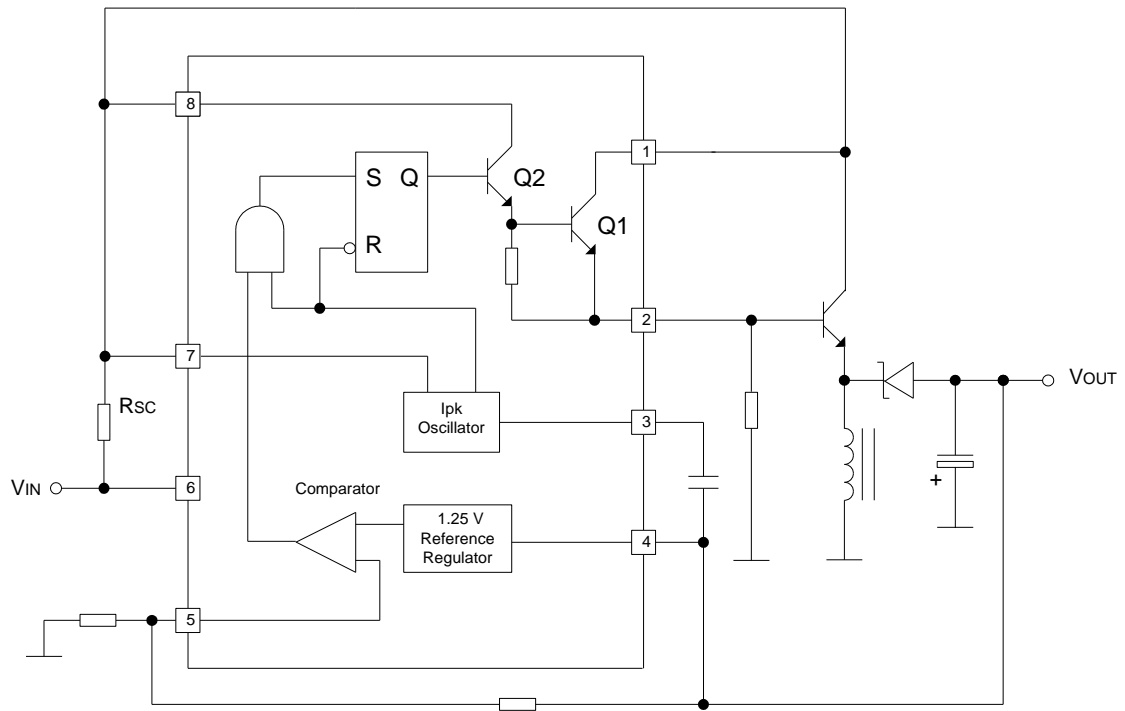 8
1
S Q
Q2
Q1
R
2
7
RSC
Ipk
Oscillator
3
VOUT
VIN
6
Comparator
1.25 V
Reference
Regulator
4
+
5